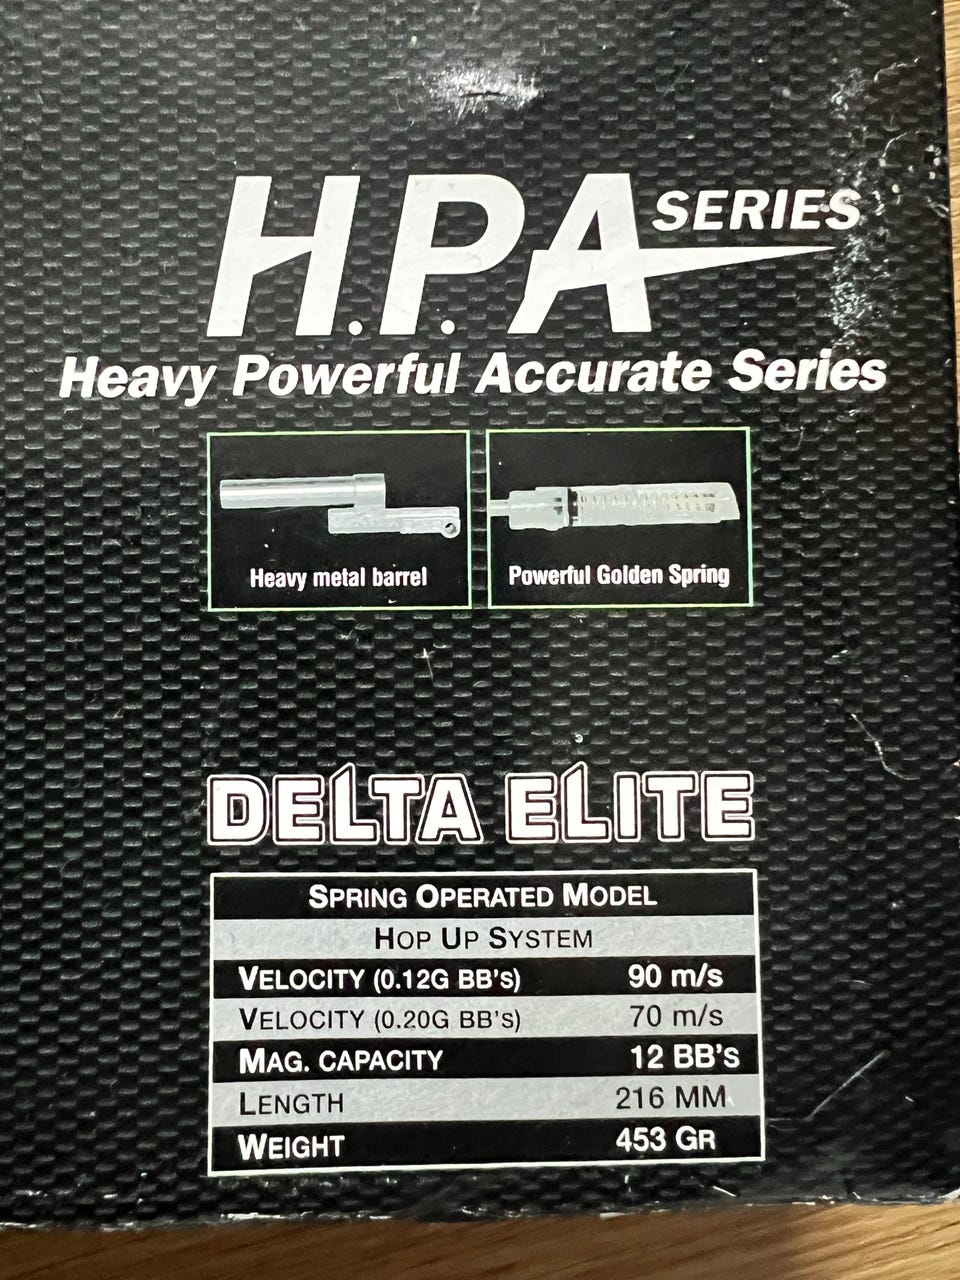 H.P.A SERIES
Heavy Powerful Accurate Series
Heavy metal barrel
Powerful Golden Spring
DELTA ELITE
SPRING OPERATED MODEL
HOP UP SYSTEM
VELOCITY (0.12G BB'S) 90 m/s
VELOCITY (0.20G BB'S) 70 m/s
MAG. CAPACITY 12 BB'S
LENGTH 216 MM
WEIGHT 453 GR